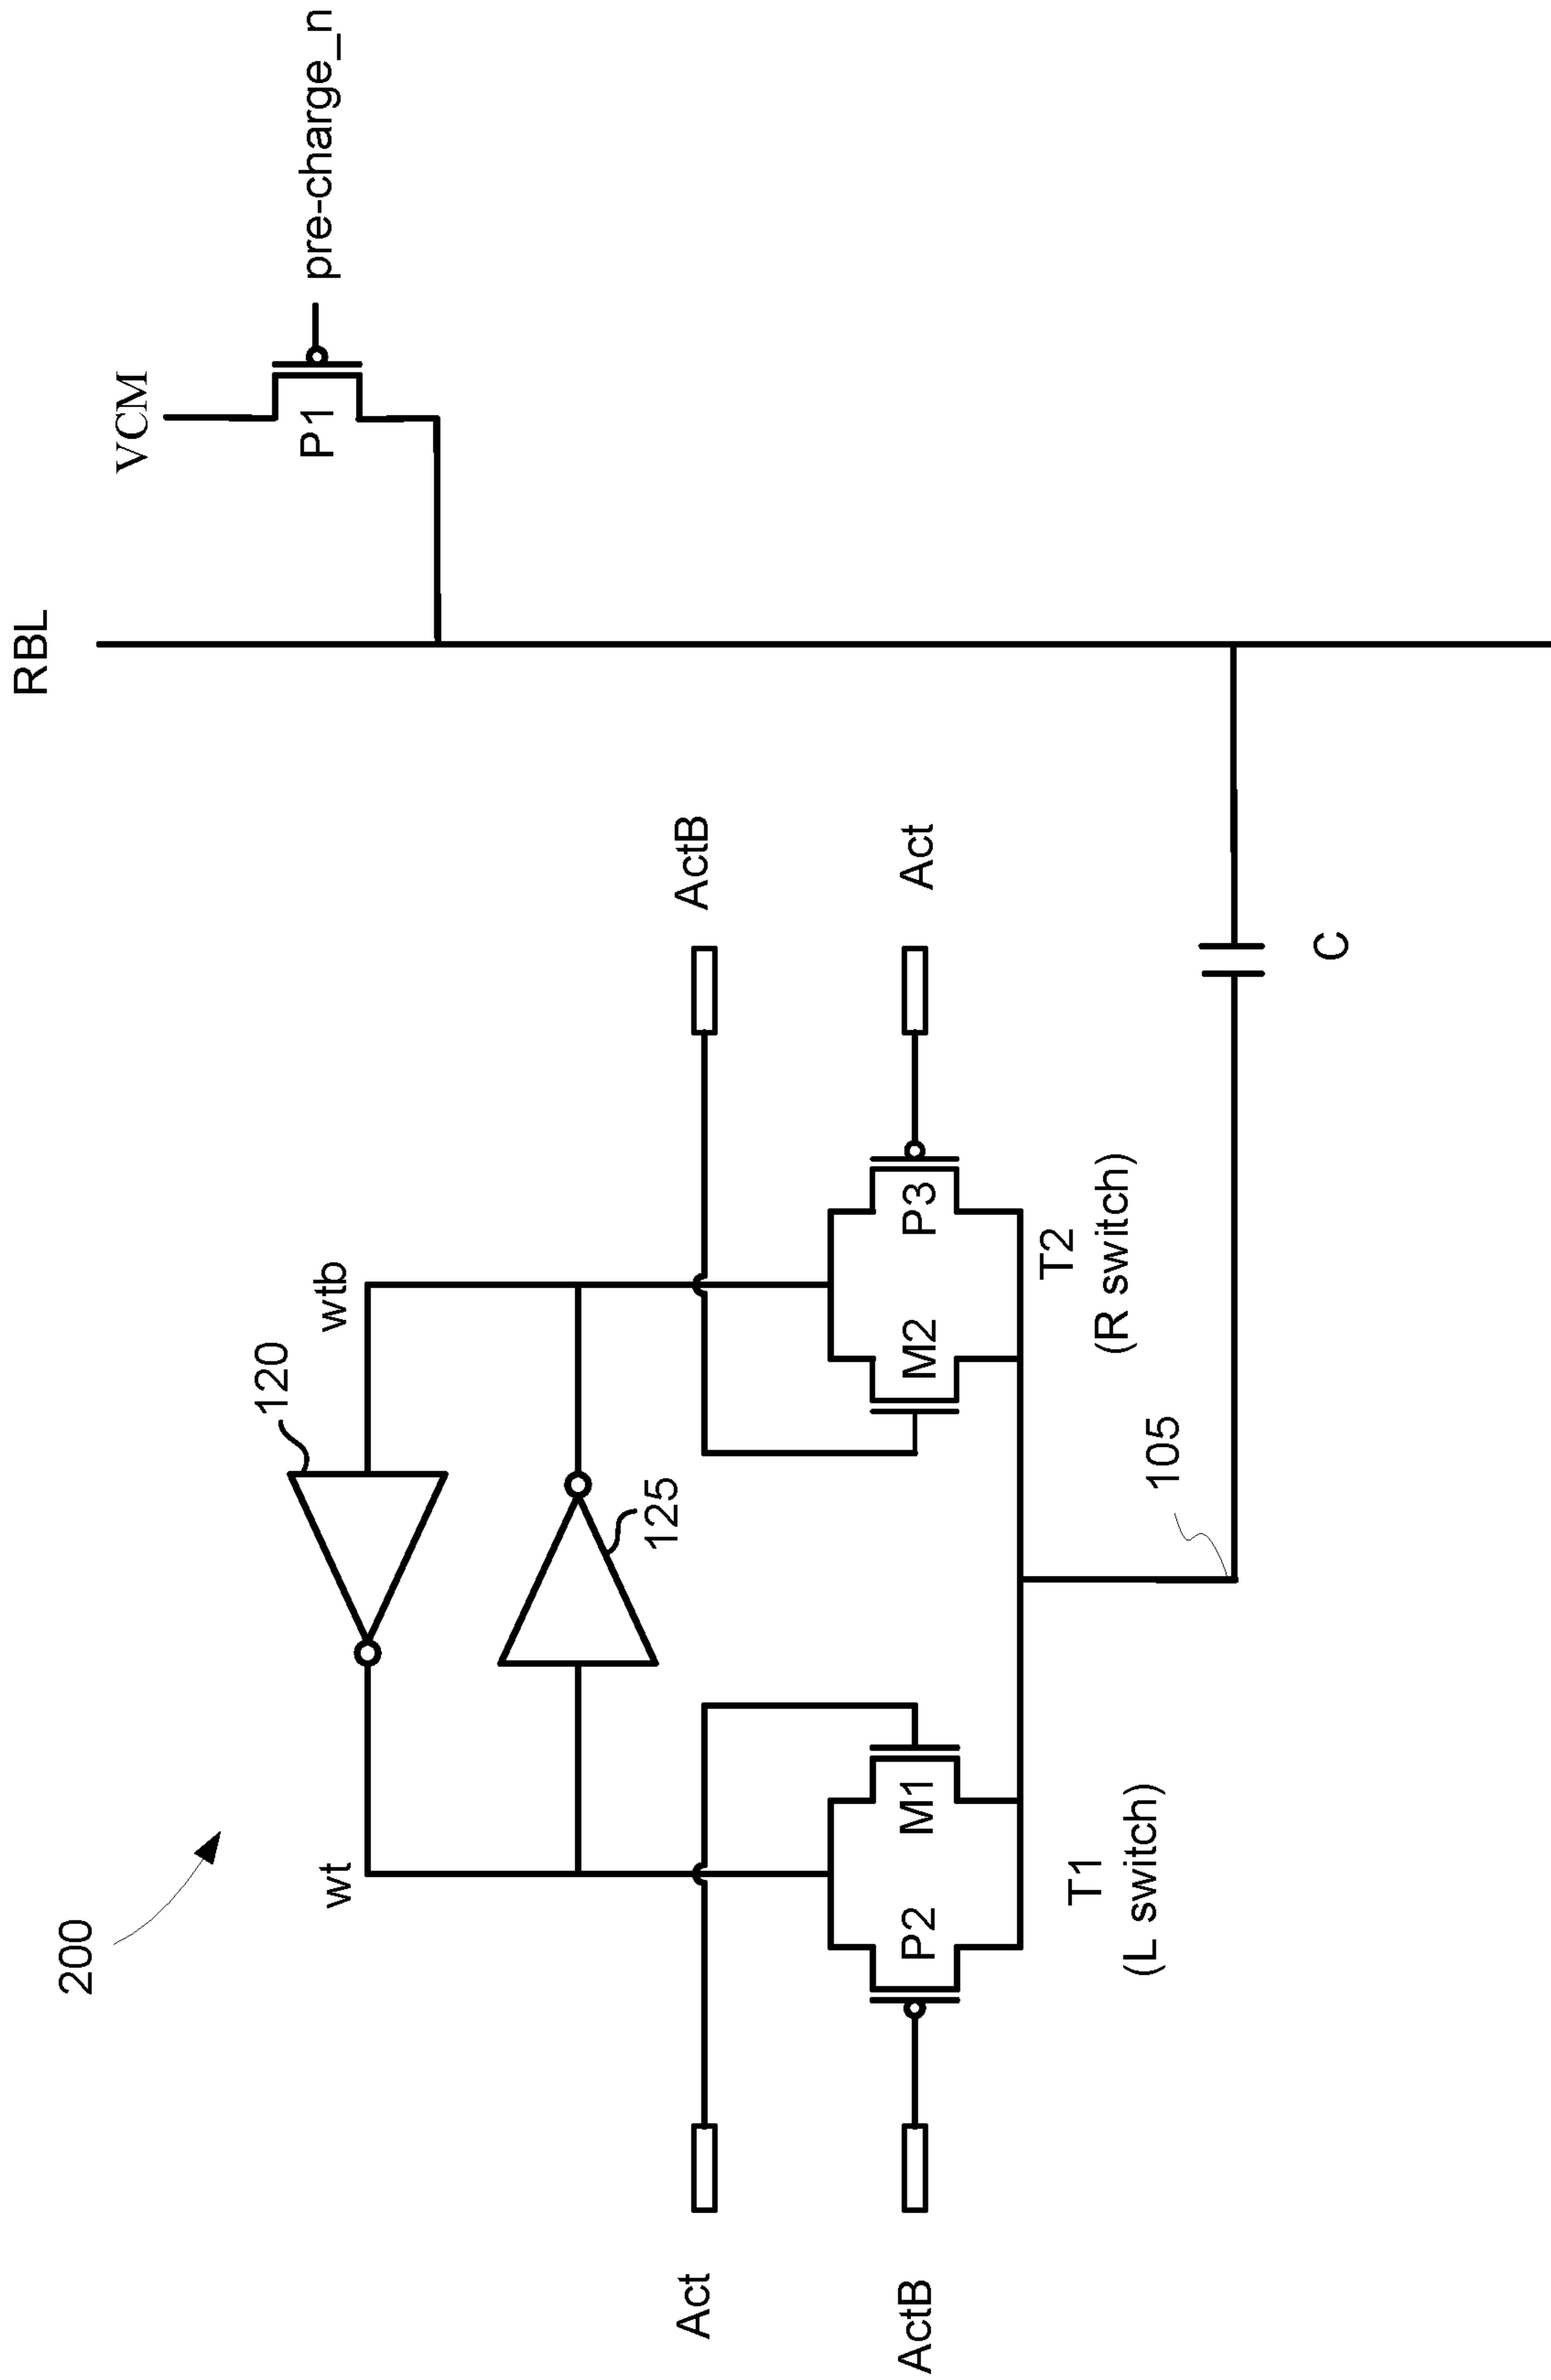 200
RBL
VCM
pre-charge_n
P1
wt
wtb
120
125
Act
ActB
ActB
Act
P2
M1
M2
P3
T1
(L switch)
T2
(R switch)
105
C